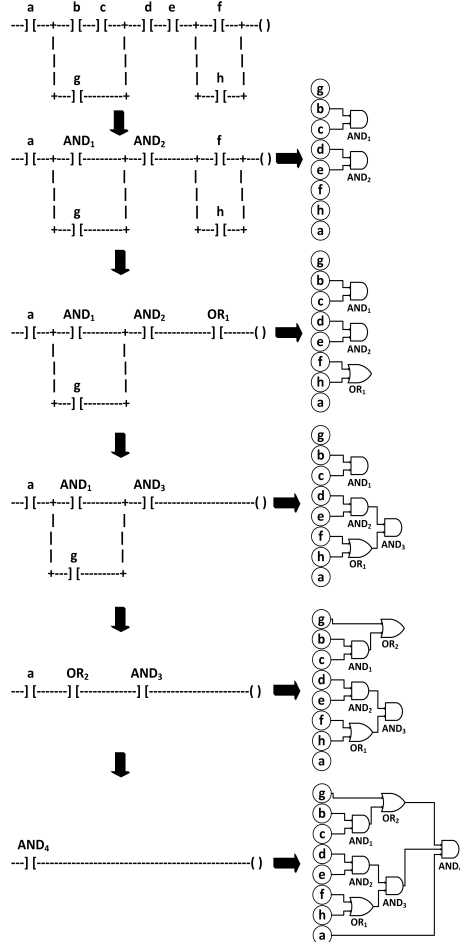 a b c d e f
---] [---+---] [---] [---+---] [---] [---+---] [---+---( )
| | | |
| g | | h |
+---] [---------+ +---] [---+
a AND₁ AND₂ f
---] [---+---] [---------+---] [------------+---] [---+---( )
| | | |
| g | | h |
+---] [---------+ +---] [---+
g
b
c
AND₁
d
e
AND₂
f
h
a
a AND₁ AND₂ OR₁
---] [---+---] [---------+---] [---------------] [------( )
| |
| g |
+---] [---------+
g
b
c
AND₁
d
e
AND₂
f
h
OR₁
a
a AND₁ AND₃
---] [---+---] [---------+---] [-----------------------( )
| |
| g |
+---] [---------+
g
b
c
AND₁
d
e
AND₂
f
h
OR₁
AND₃
a
a OR₂ AND₃
---] [-------] [------------] [----------------------( )
g
OR₂
b
c
AND₁
d
e
AND₂
f
h
OR₁
AND₃
a
AND₄
---] [---------------------------------------------( )
g
OR₂
b
c
AND₁
d
e
AND₂
f
h
OR₁
AND₃
a